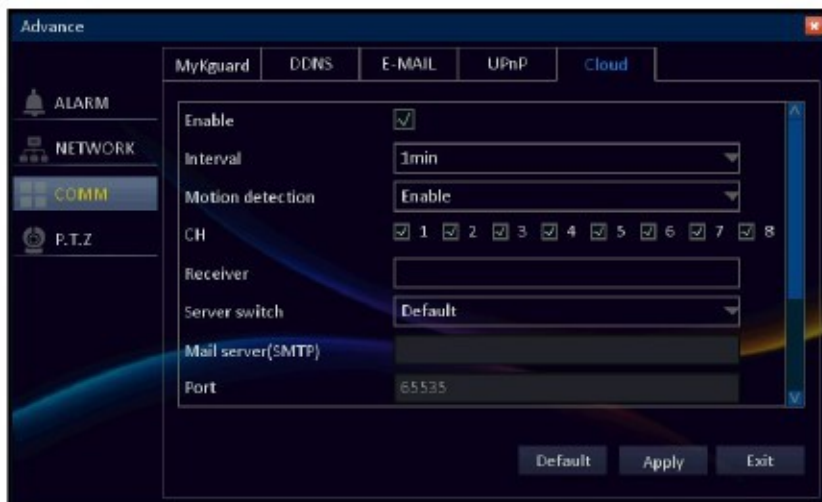 Advance
MyKguard DDNS E-MAIL UPnP Cloud
ALARM
NETWORK
COMM
P.T.Z
Enable
Interval 1min
Motion detection Enable
CH 1 2 3 4 5 6 7 8
Receiver
Server switch Default
Mail server(SMTP)
Port 65535
Default Apply Exit